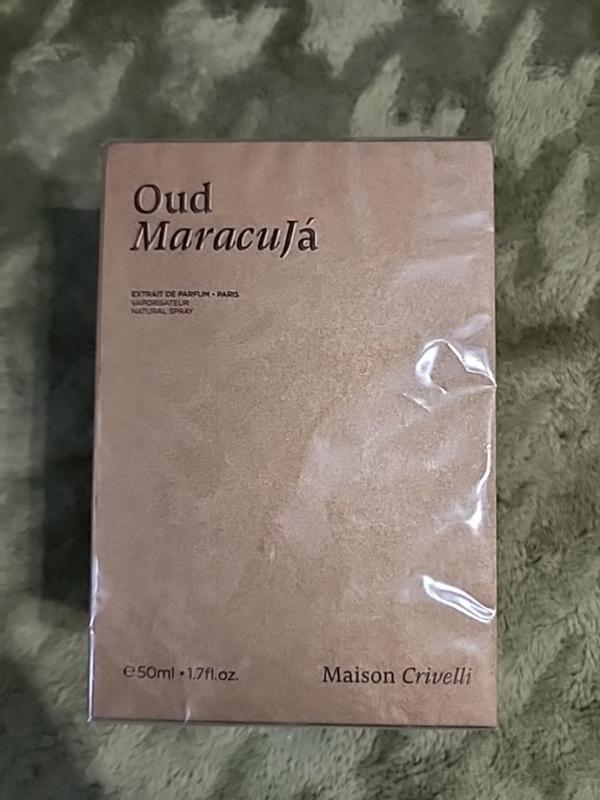 Oud
MaracuJá
EXTRAIT DE PARFUM • PARIS
VAPORISATEUR
NATURAL SPRAY
℮50ml • 1.7fl.oz.
Maison Crivelli